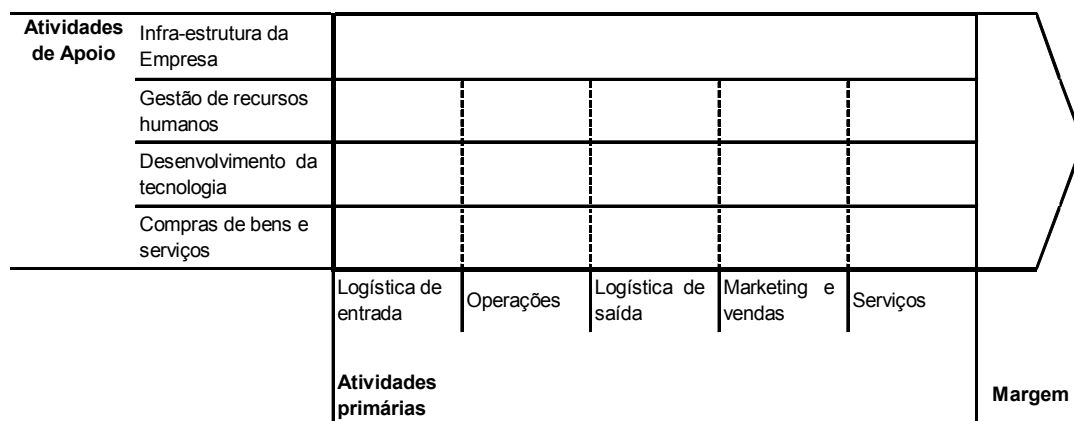 Atividades
de Apoio
Infra-estrutura da
Empresa
Gestão de recursos
humanos
Desenvolvimento da
tecnologia
Compras de bens e
serviços
Logística de
entrada
Operações
Logística de
saída
Marketing e
vendas
Serviços
Atividades
primárias
Margem